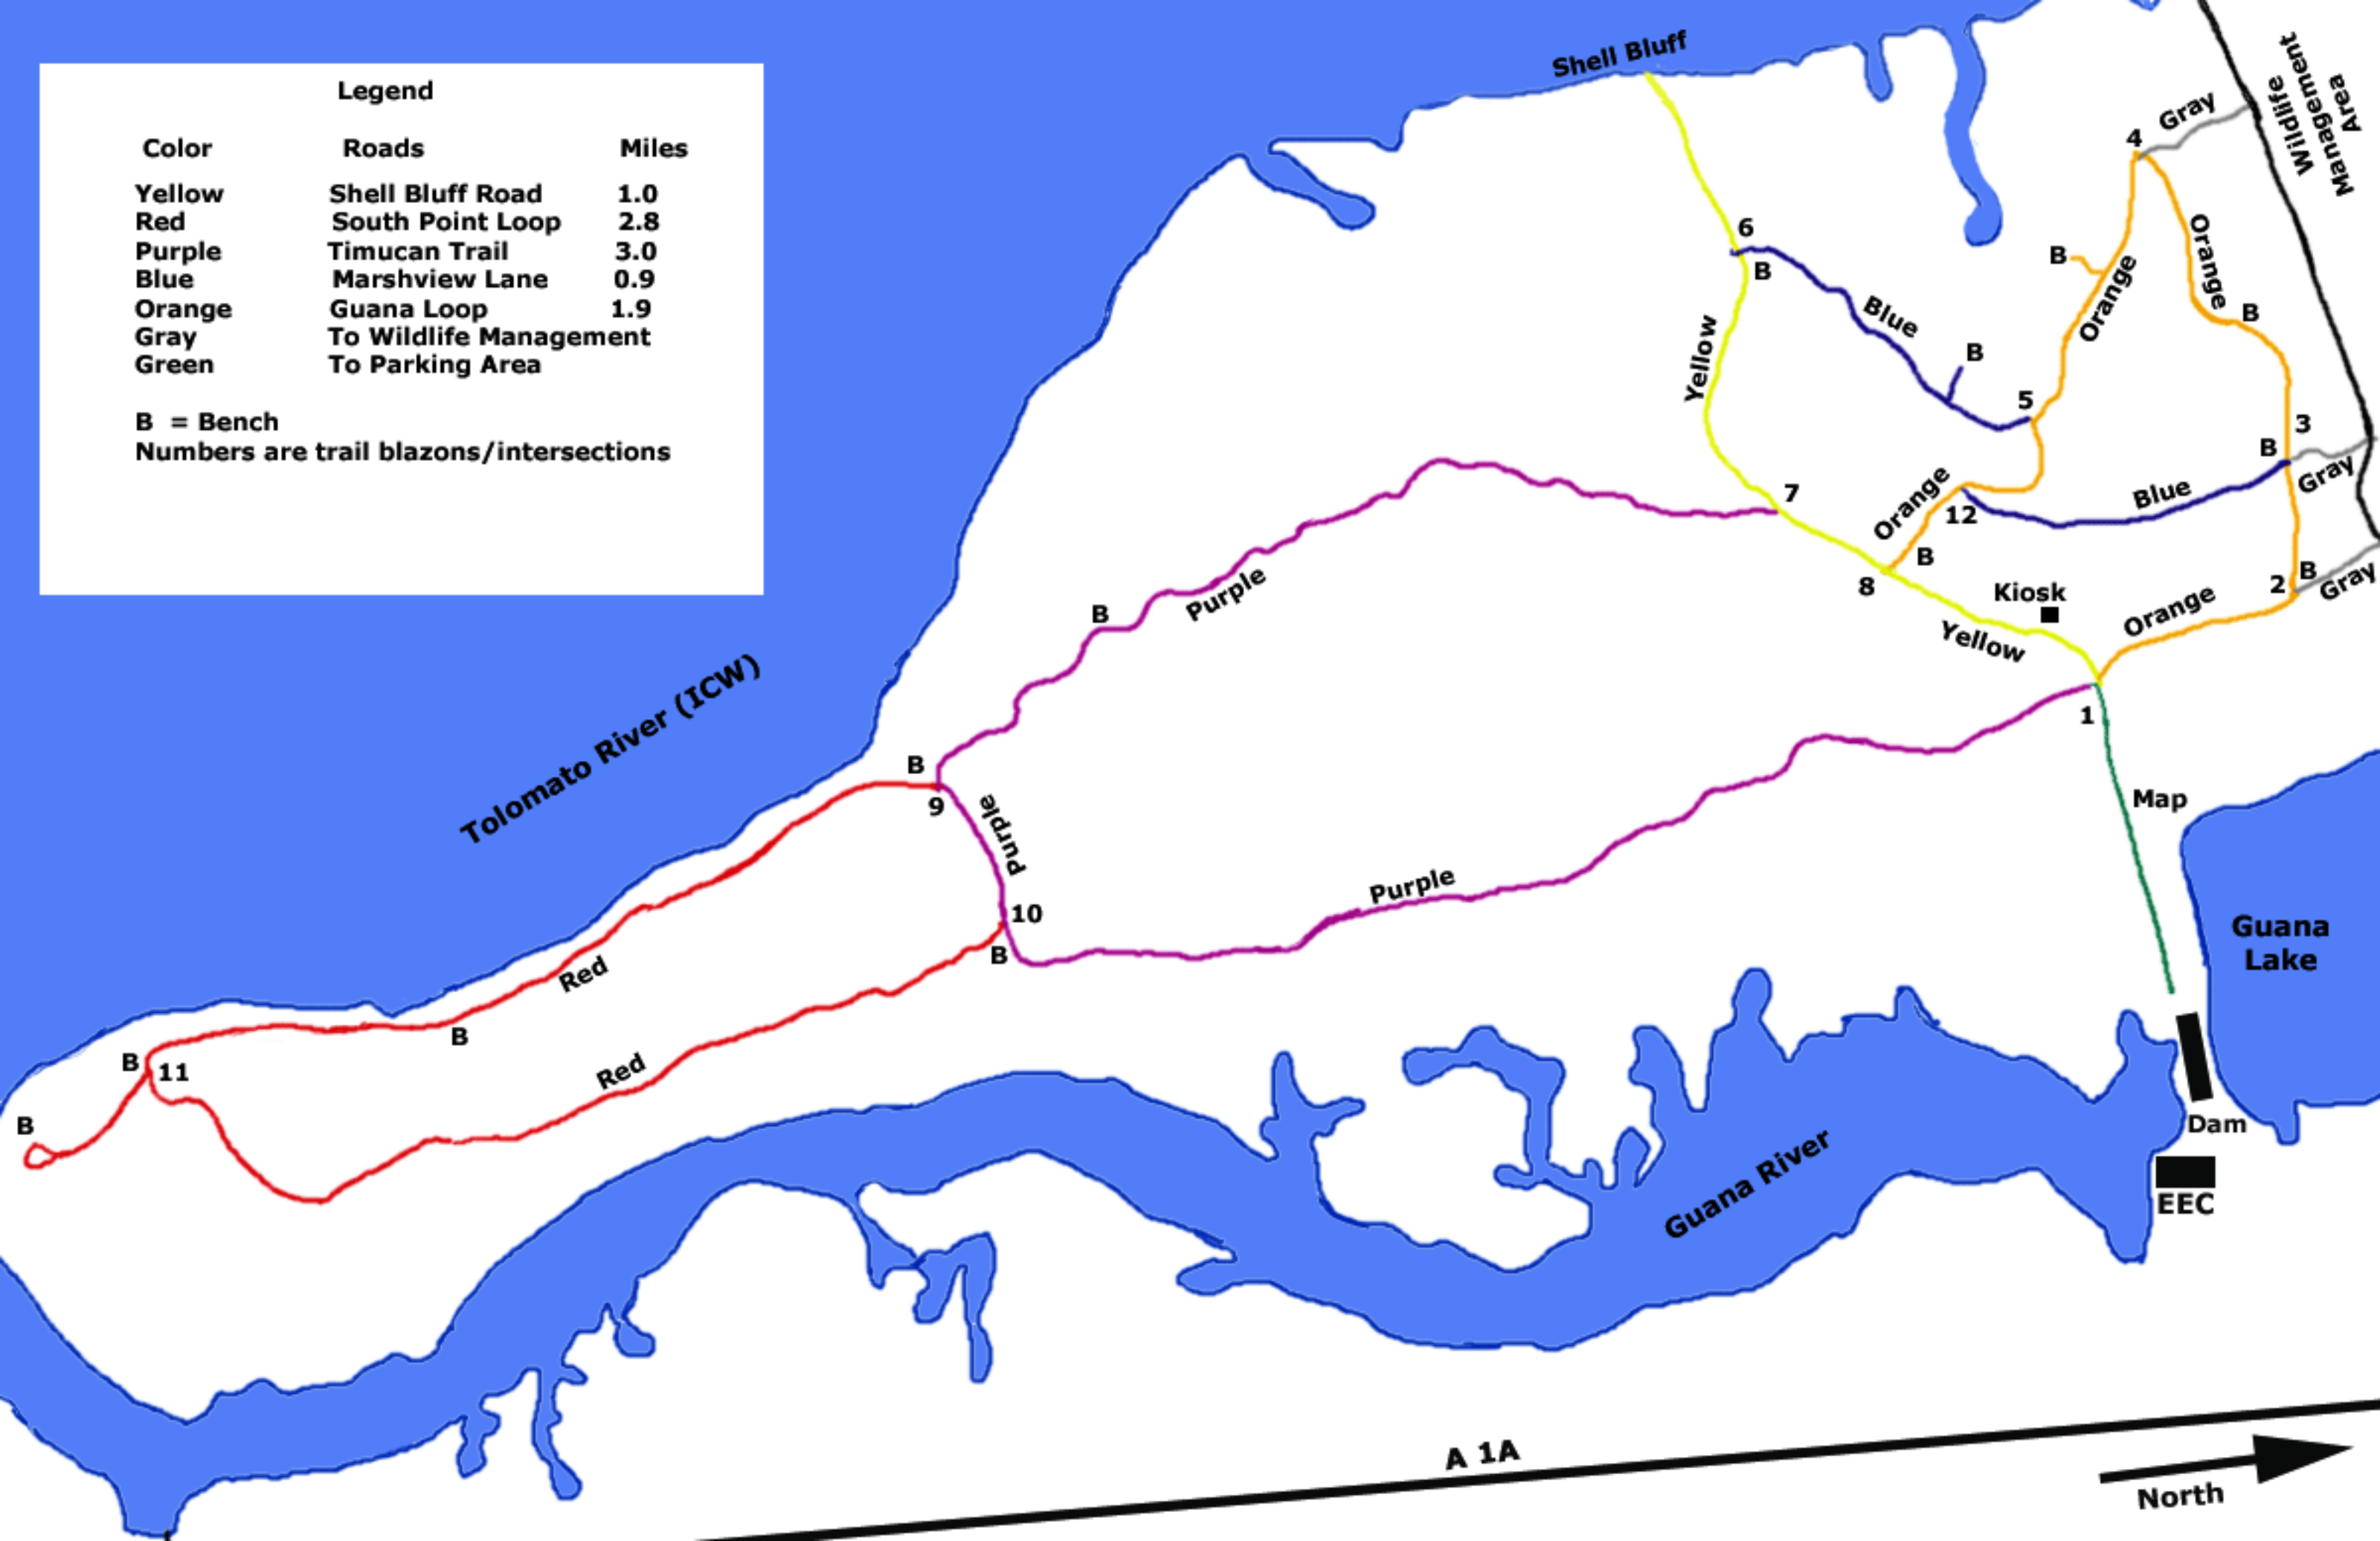 Legend
Color Roads Miles
Yellow Shell Bluff Road 1.0
Red South Point Loop 2.8
Purple Timucan Trail 3.0
Blue Marshview Lane 0.9
Orange Guana Loop 1.9
Gray To Wildlife Management
Green To Parking Area
B = Bench
Numbers are trail blazons/intersections
Shell Bluff
Wildlife
Management
Area
Gray
4
6
B
B
Orange
Orange
B
Yellow
Blue
B
5
3
B
Gray
7
Orange
12
Blue
B
8
Kiosk
2
B
Gray
Orange
Yellow
Purple
B
1
Tolomato River (ICW)
B
9
Purple
Map
Purple
10
B
Guana
Lake
Red
B
B
11
Red
B
Dam
EEC
Guana River
A 1A
North